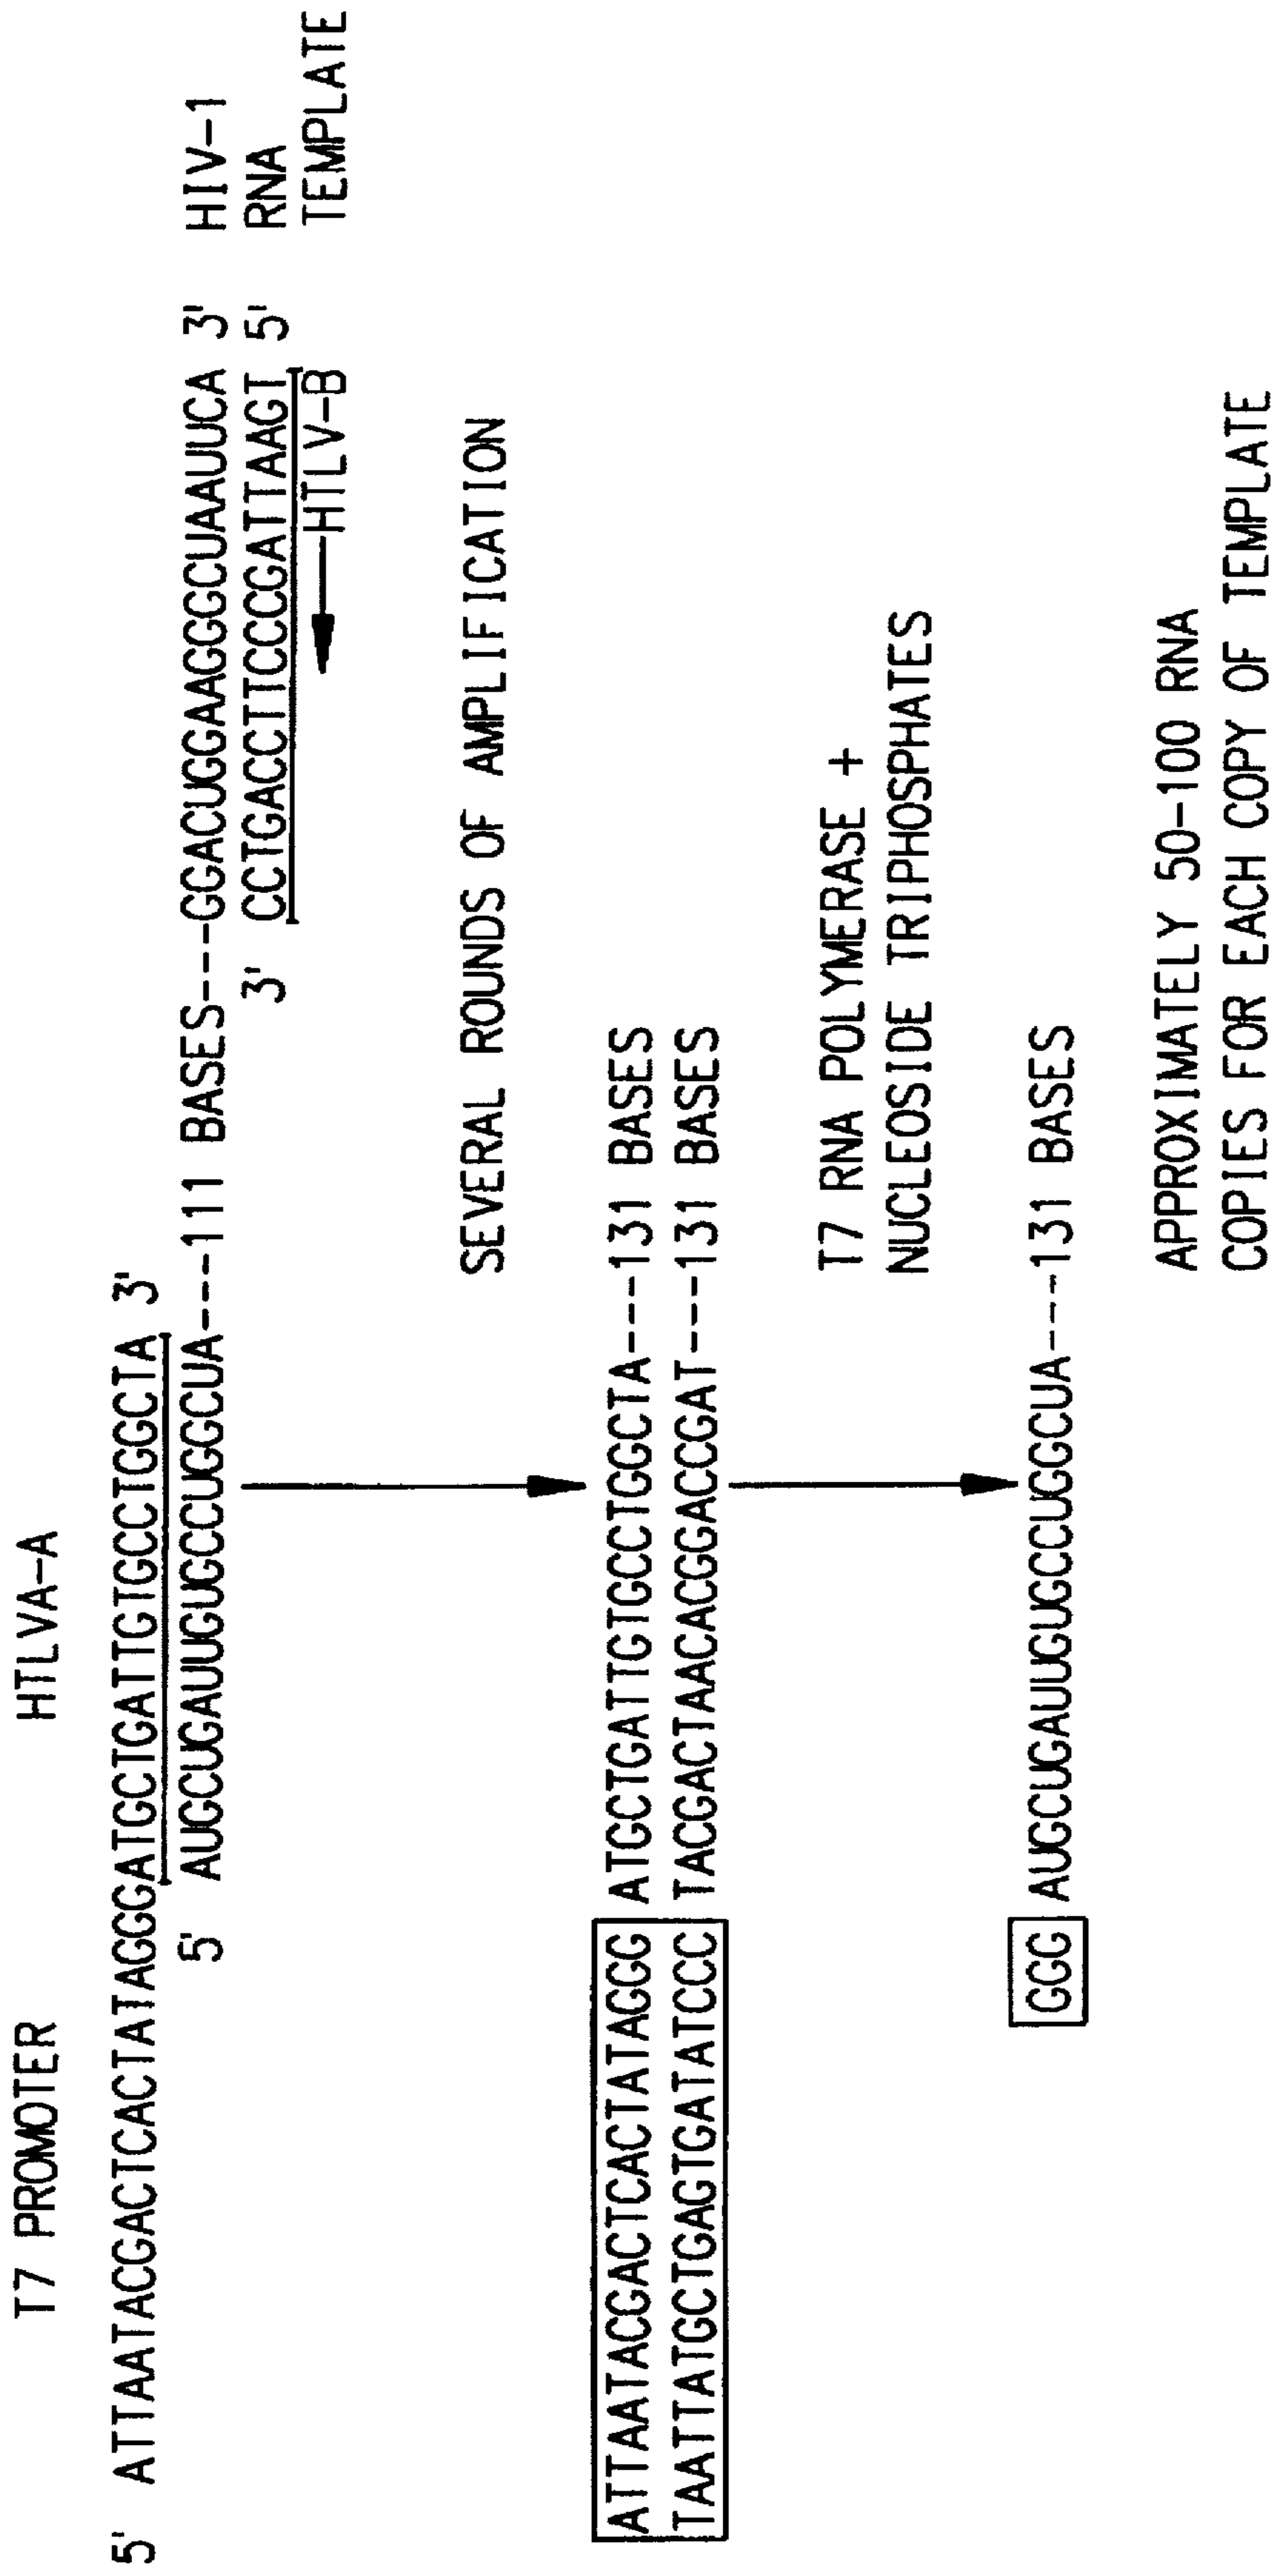 T7 PROMOTER HTLVA-A
5' ATTAATACGACTCACTATAGGGATGCTGATTGTGCCTGGCTA 3'
5' AUGCUGAUUGUGCCUGGCUA---111 BASES---GGACUGGAAGGGCUAAUUCA 3' HIV-1
3' CCTGACCTTCCCGATTAAGT 5' RNA
HTLV-B TEMPLATE
SEVERAL ROUNDS OF AMPLIFICATION
ATTAATACGACTCACTATAGGG ATGCTGATTGTGCCTGGCTA---131 BASES
TAATTATGCTGAGTGATATCCC TACGACTAACACGGACCGAT---131 BASES
T7 RNA POLYMERASE +
NUCLEOSIDE TRIPHOSPHATES
GGG AUGCUGAUUGUGCCUGGCUA---131 BASES
APPROXIMATELY 50-100 RNA
COPIES FOR EACH COPY OF TEMPLATE